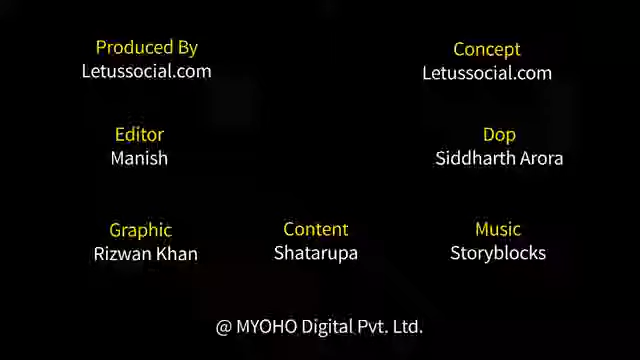 Produced By
Letussocial.com
Concept
Letussocial.com
Editor
Manish
Dop
Siddharth Arora
Graphic
Rizwan Khan
Content
Shatarupa
Music
Storyblocks
@ MYOHO Digital Pvt. Ltd.